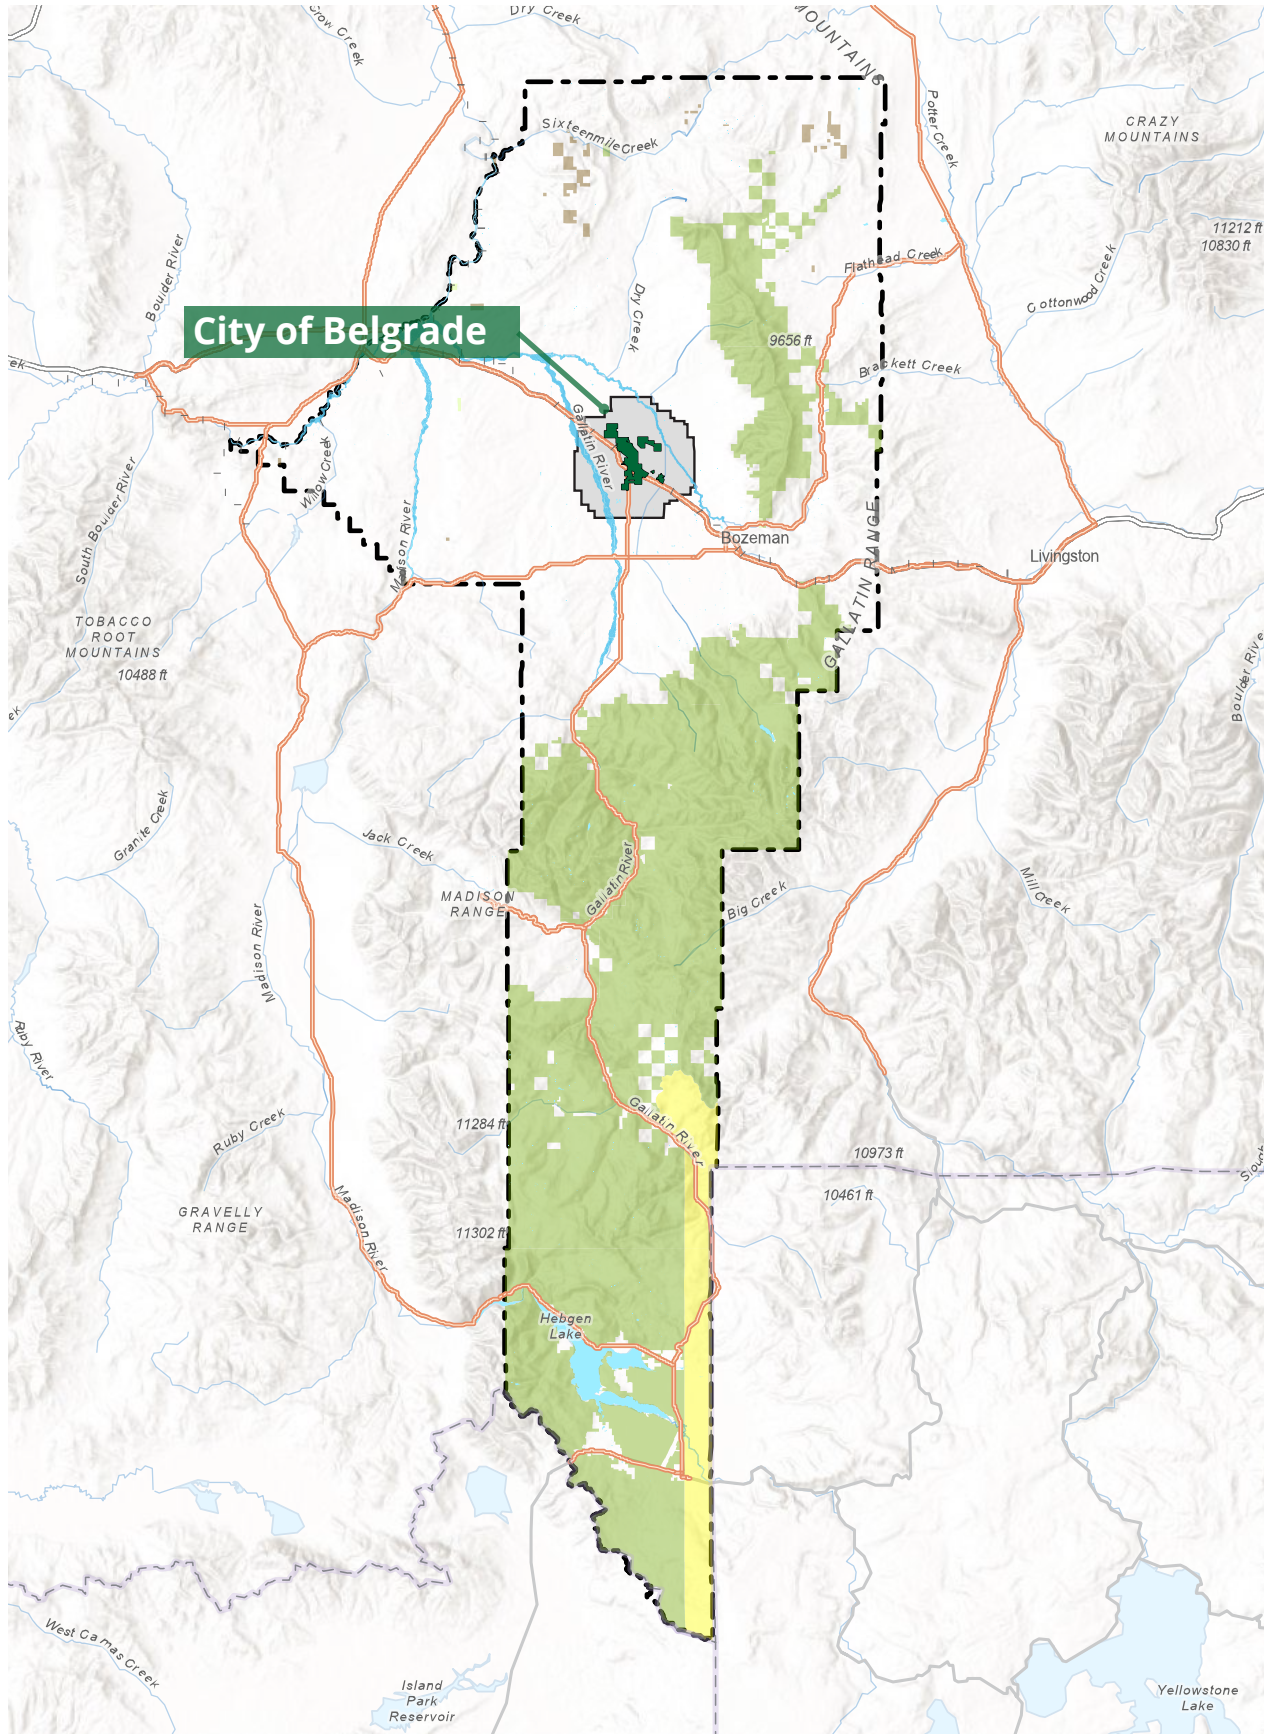 Dry Creek
Crow Creek
MOUNTAINS
Potter Creek
CRAZY
MOUNTAINS
Sixteenmile Creek
11212 ft
10830 ft
Boulder River
Flathead Creek
Cottonwood Creek
Dry Creek
City of Belgrade
9656 ft
ek
Brackett Creek
Gallatin River
Willow Creek
South Boulder River
Madison River
Bozeman
Livingston
GALLATIN RANGE
TOBACCO
ROOT
MOUNTAINS
10488 ft
Boulder Rive
ek
Granite Creek
Jack Creek
Gallatin River
MADISON
RANGE
Big Creek
Mill Creek
Madison River
Ruby River
Gallatin River
11284 ft
Ruby Creek
10973 ft
Slough
10461 ft
GRAVELLY
RANGE
Madison River
11302 ft
Hebgen
Lake
West Camas Creek
Island
Park
Reservoir
Yellowstone
Lake